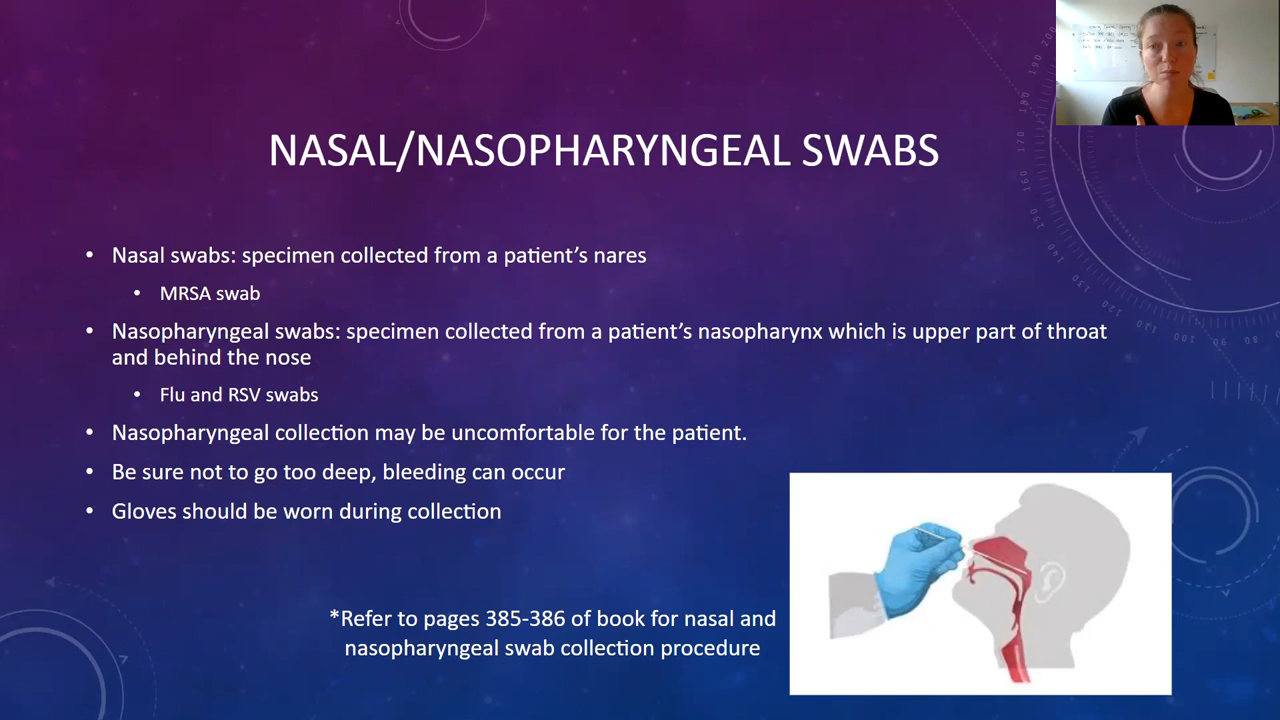 NASAL/NASOPHARYNGEAL SWABS
• Nasal swabs: specimen collected from a patient's nares
• MRSA swab
• Nasopharyngeal swabs: specimen collected from a patient's nasopharynx which is upper part of throat
and behind the nose
• Flu and RSV swabs
• Nasopharyngeal collection may be uncomfortable for the patient.
• Be sure not to go too deep, bleeding can occur
• Gloves should be worn during collection
*Refer to pages 385-386 of book for nasal and
nasopharyngeal swab collection procedure